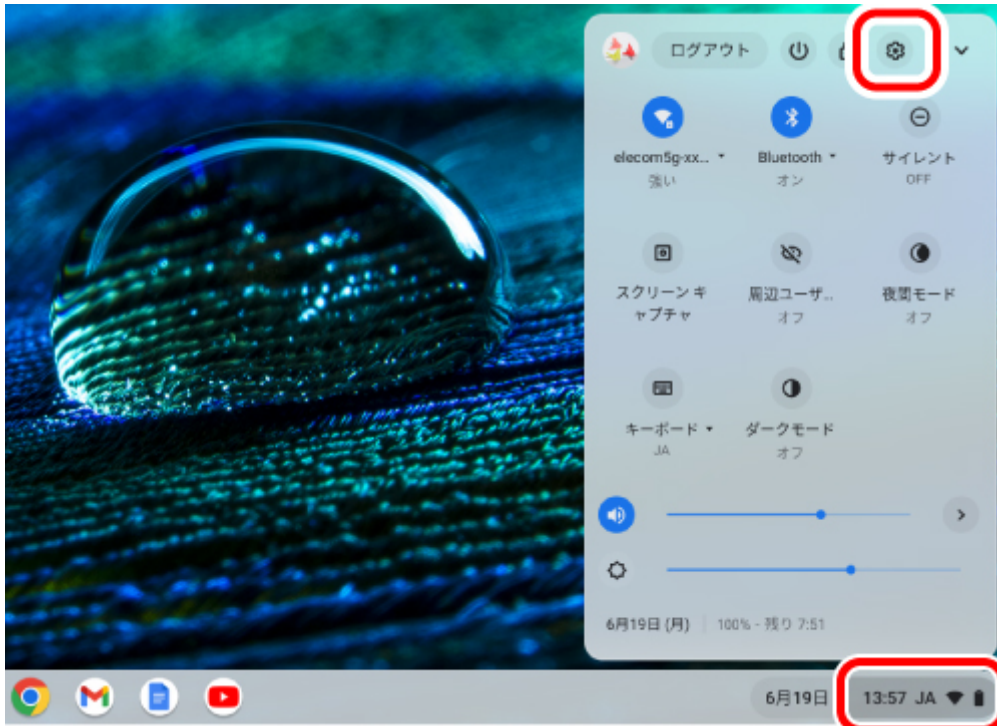 ログアウト
elecom5g-xx...
強い
Bluetooth
オン
サイレント
OFF
スクリーン キ
ャプチャ
周辺ユーザ...
オフ
夜間モード
オフ
キーボード
JA
ダークモード
オフ
6月19日 (月)
100% - 残り 7:51
6月19日
13:57 JA